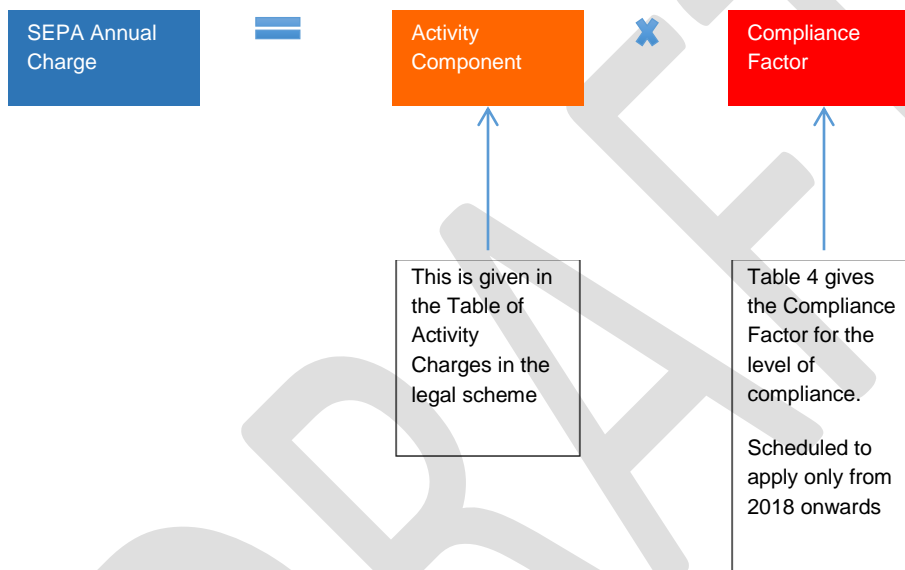 SEPA Annual
Charge
=
Activity
Component
x
Compliance
Factor
This is given in
the Table of
Activity
Charges in the
legal scheme
Table 4 gives
the Compliance
Factor for the
level of
compliance.
Scheduled to
apply only from
2018 onwards
DRAFT